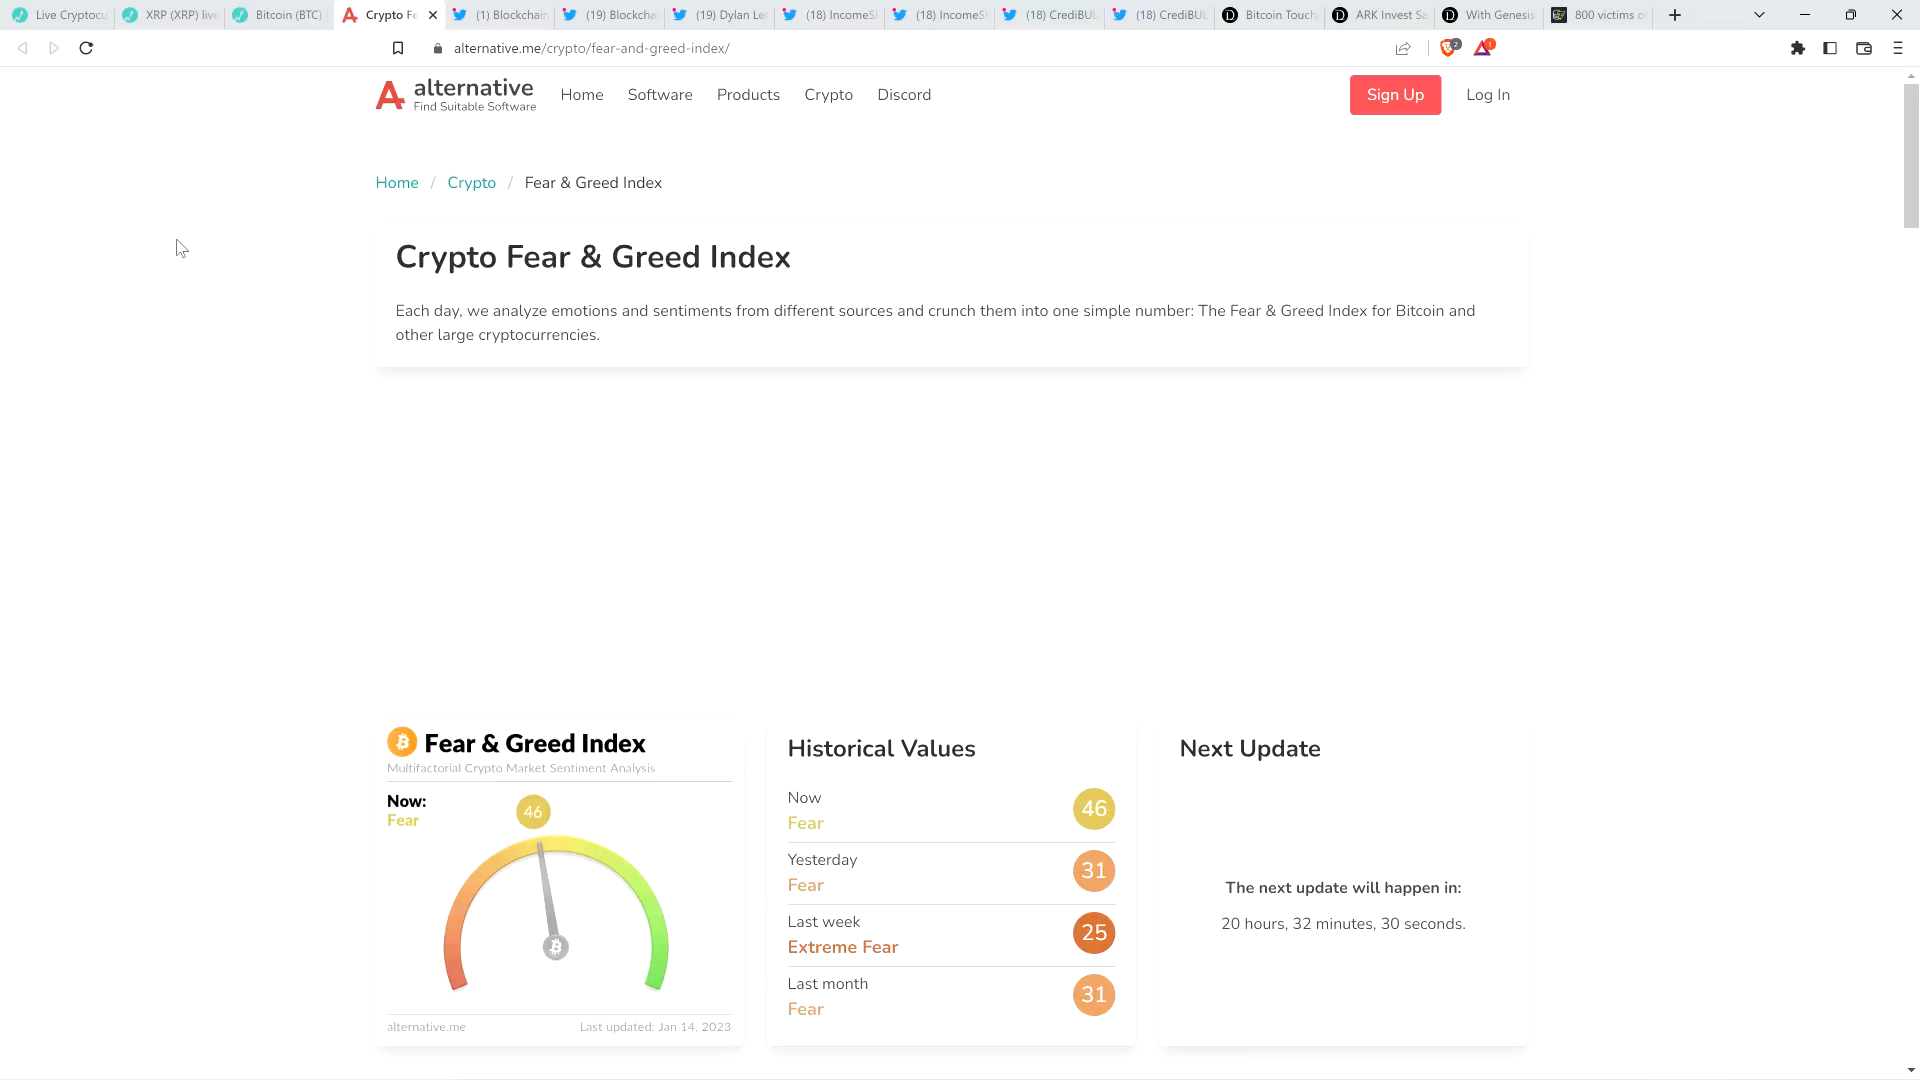 Live Cryptocu
XRP (XRP) live
Bitcoin (BTC)
Crypto Fe
(1) Blockchain
(19) Blockcha
(19) Dylan Le
(18) IncomeS
(18) IncomeS
(18) CrediBUL
(18) CrediBUL
Bitcoin Touch
ARK Invest Sa
With Genesis
800 victims o
alternative.me/crypto/fear-and-greed-index/
2
1
alternative
Find Suitable Software
Home
Software
Products
Crypto
Discord
Sign Up
Log In
Home / Crypto / Fear & Greed Index
Crypto Fear & Greed Index
Each day, we analyze emotions and sentiments from different sources and crunch them into one simple number: The Fear & Greed Index for Bitcoin and
other large cryptocurrencies.
Fear & Greed Index
Multifactorial Crypto Market Sentiment Analysis
Now:
Fear
46
alternative.me
Last updated: Jan 14, 2023
Historical Values
Now
Fear
46
Yesterday
Fear
31
Last week
Extreme Fear
25
Last month
Fear
31
Next Update
The next update will happen in:
20 hours, 32 minutes, 30 seconds.